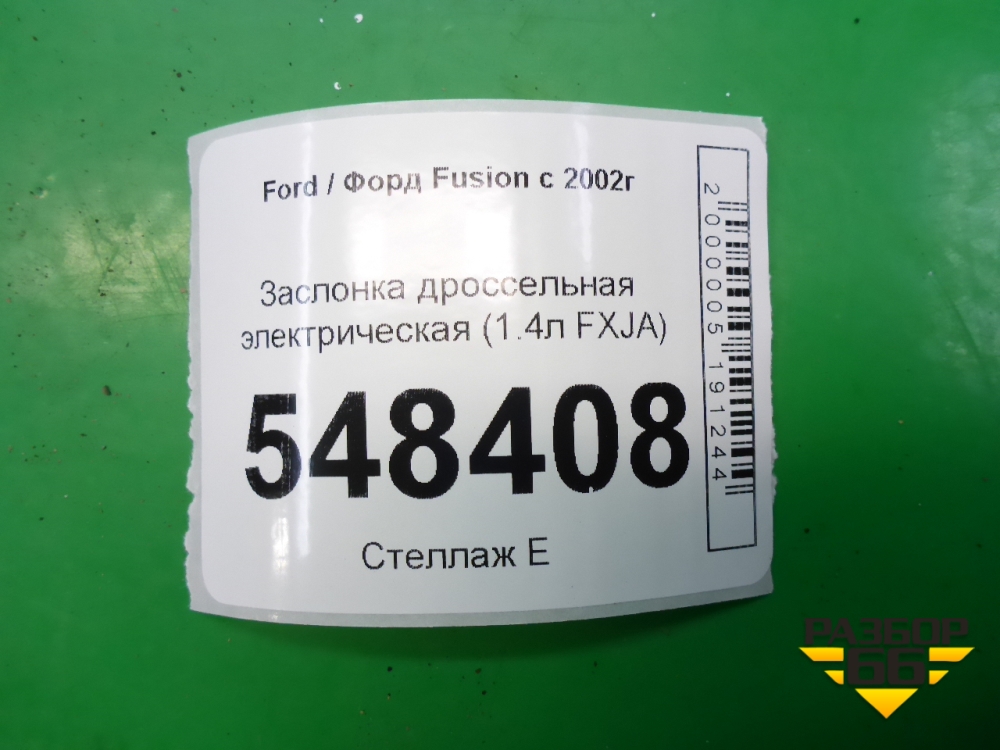 Ford / Форд Fusion с 2002г
Заслонка дроссельная
электрическая (1.4л FXJA)
548408
Стеллаж Е
2000005191244
РАЗБОР
66